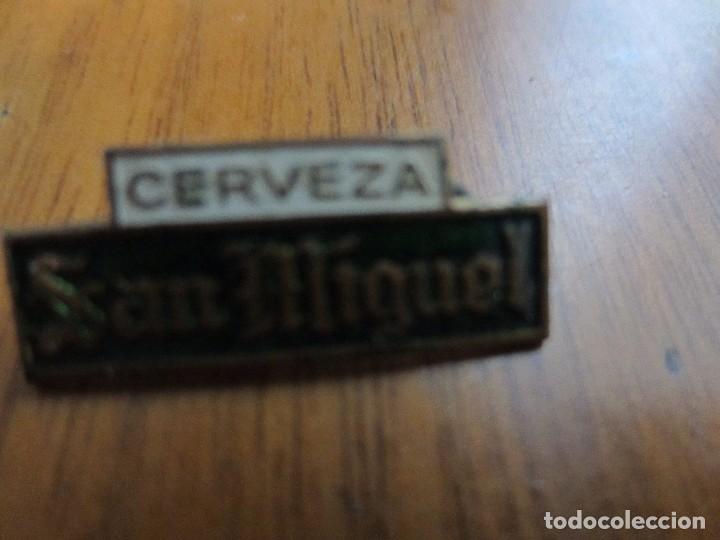 CERVEZA
San Miguel
todocoleccion